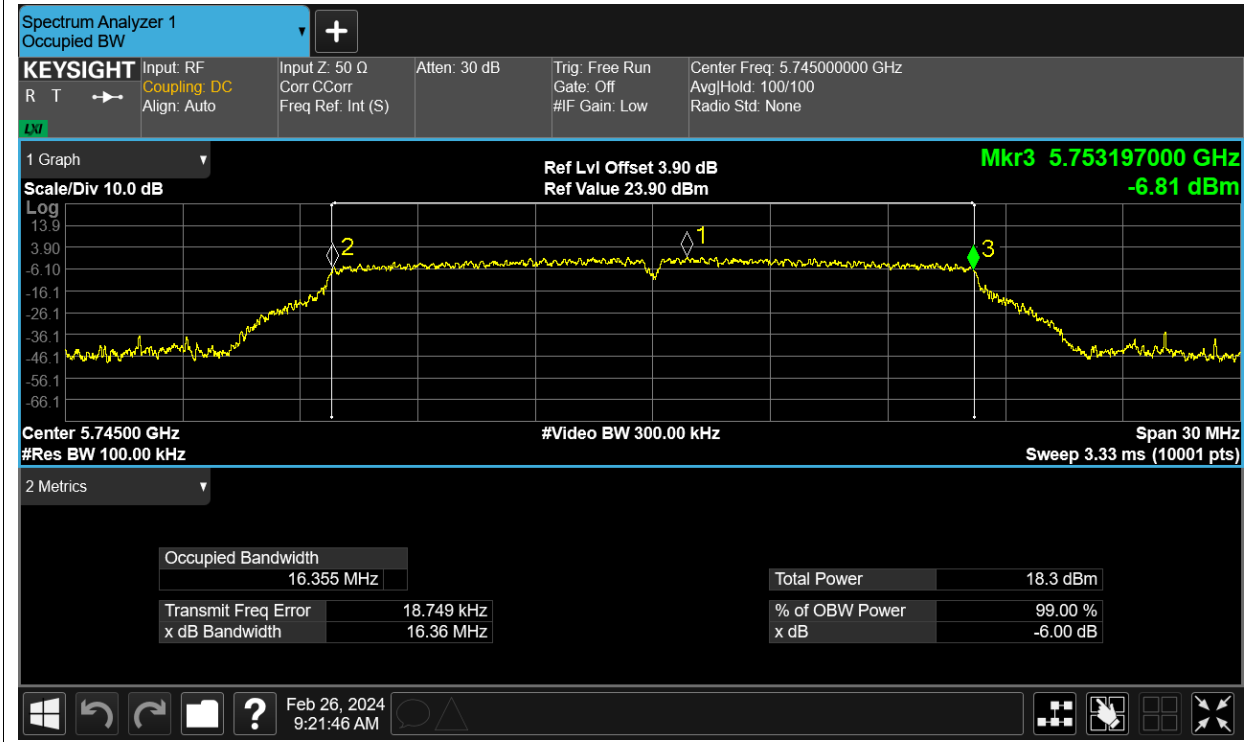 Spectrum Analyzer 1
Occupied BW
KEYSIGHT
R T
LXI
Input: RF
Coupling: DC
Align: Auto
Input Z: 50 Ω
Corr CCorr
Freq Ref: Int (S)
Atten: 30 dB
Trig: Free Run
Gate: Off
#IF Gain: Low
Center Freq: 5.745000000 GHz
Avg|Hold: 100/100
Radio Std: None
1 Graph
Scale/Div 10.0 dB
Ref Lvl Offset 3.90 dB
Ref Value 23.90 dBm
Mkr3 5.753197000 GHz
-6.81 dBm
Log
13.9
3.90
-6.10
-16.1
-26.1
-36.1
-46.1
-56.1
-66.1
2
1
3
Center 5.74500 GHz
#Video BW 300.00 kHz
Span 30 MHz
#Res BW 100.00 kHz
Sweep 3.33 ms (10001 pts)
2 Metrics
Occupied Bandwidth
16.355 MHz
Total Power 18.3 dBm
Transmit Freq Error 18.749 kHz
% of OBW Power 99.00 %
x dB Bandwidth 16.36 MHz
x dB -6.00 dB
?
Feb 26, 2024
9:21:46 AM